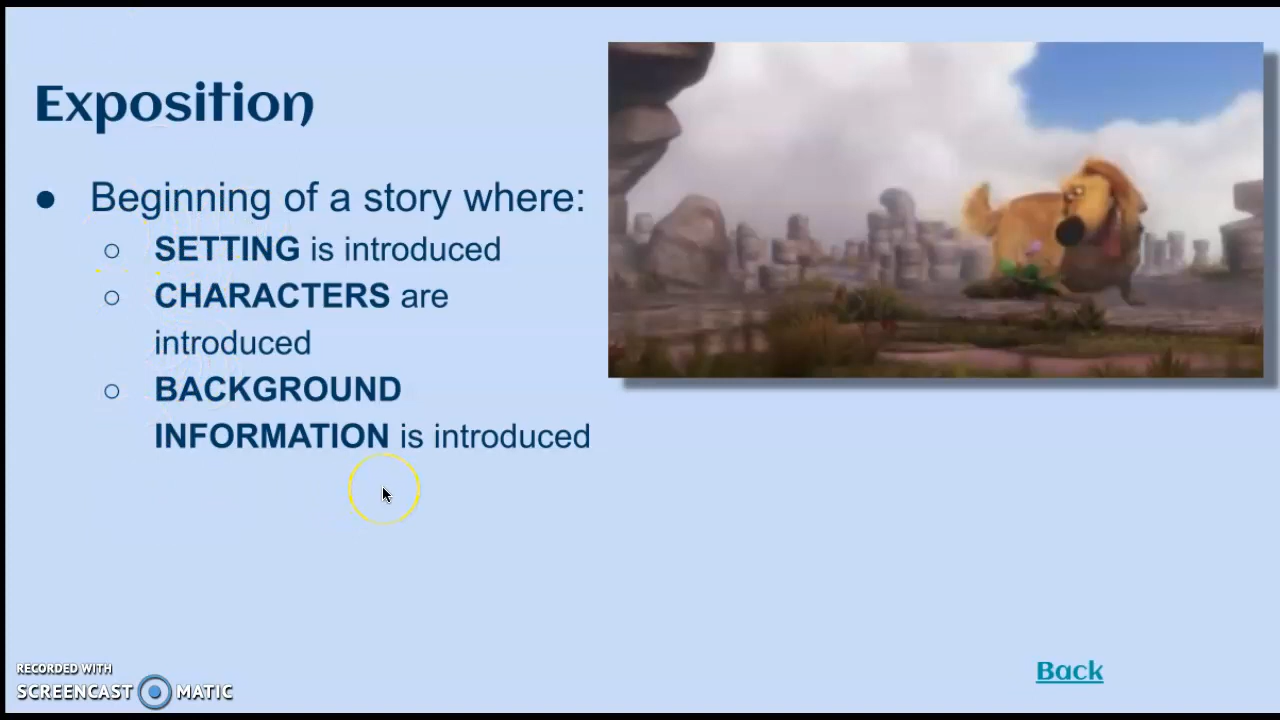 Exposition
● Beginning of a story where:
○ SETTING is introduced
○ CHARACTERS are
introduced
○ BACKGROUND
INFORMATION is introduced
Back
RECORDED WITH
SCREENCAST MATIC